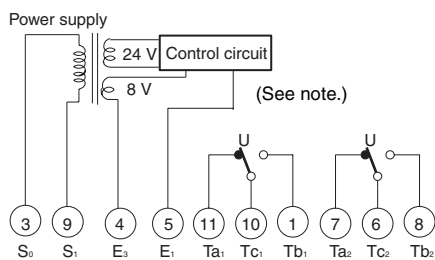 Power supply
24 V Control circuit
8 V
(See note.)
U U
3 9 4 5 11 10 1 7 6 8
S₀ S₁ E₃ E₁ Ta₁ Tc₁ Tb₁ Ta₂ Tc₂ Tb₂